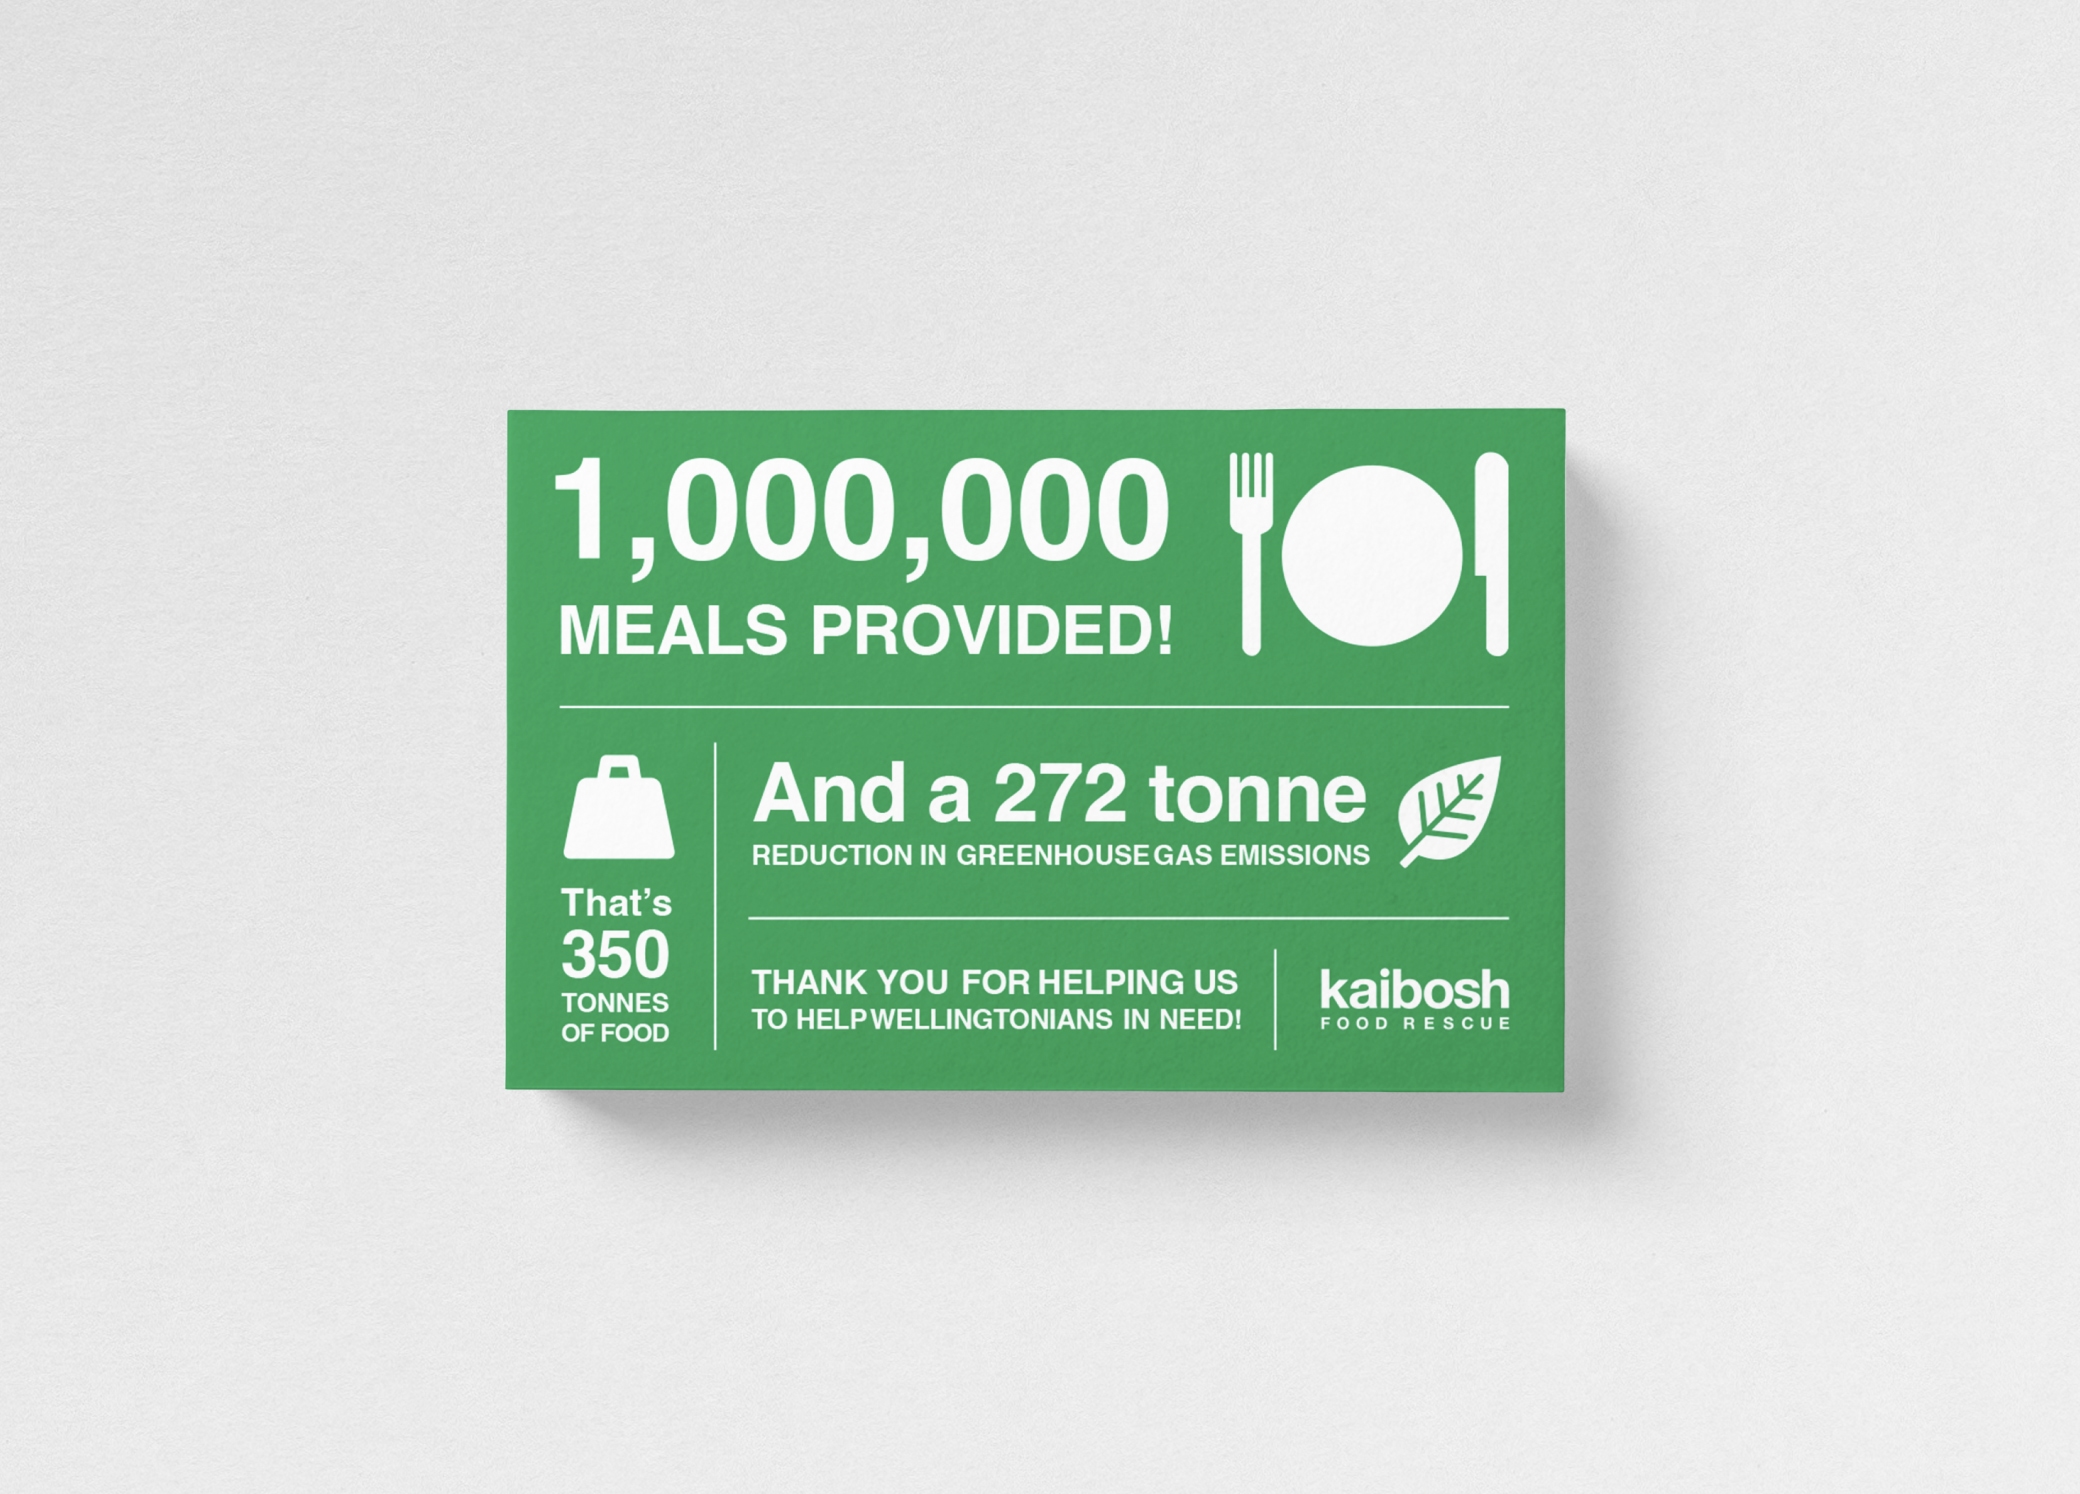 1,000,000
MEALS PROVIDED!
That's
350
TONNES
OF FOOD
And a 272 tonne
REDUCTION IN GREENHOUSE GAS EMISSIONS
THANK YOU FOR HELPING US
TO HELP WELLINGTONIANS IN NEED!
kaibosh
FOOD RESCUE